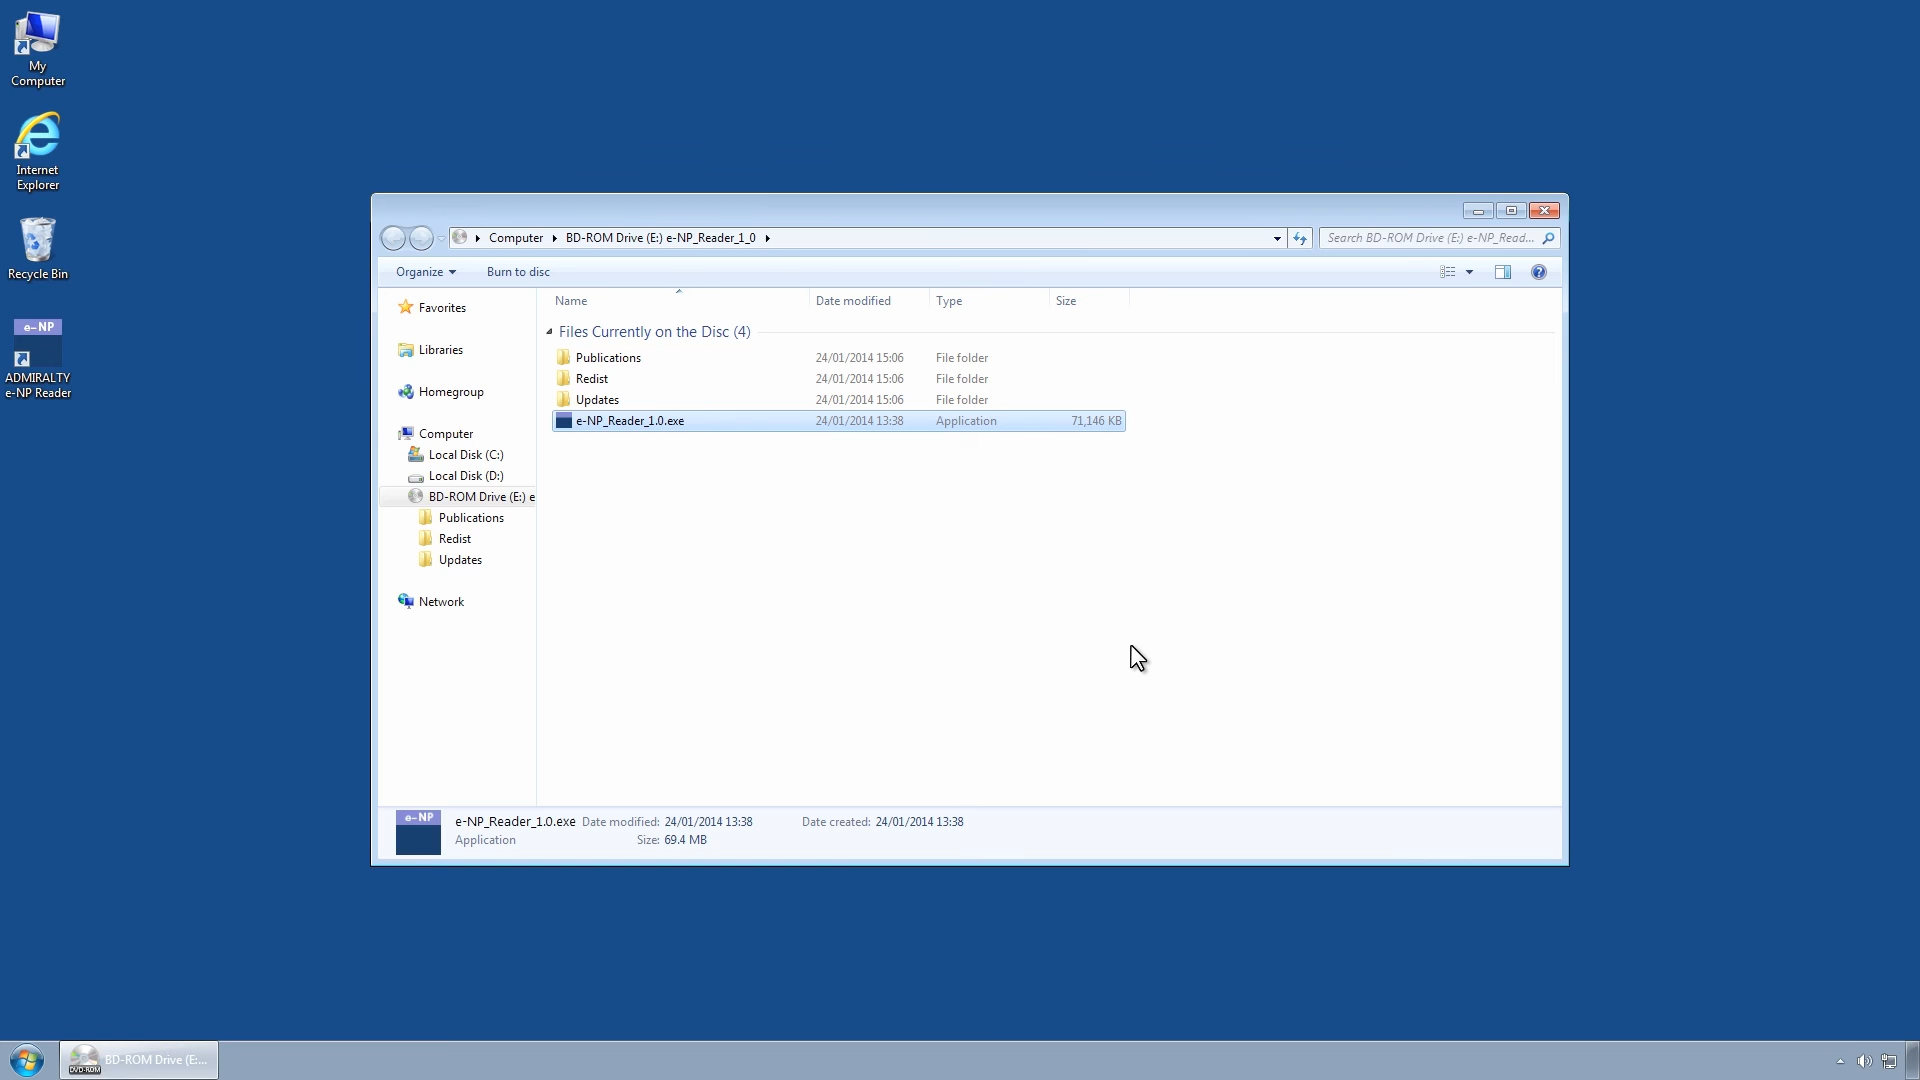 My
Computer
Internet
Explorer
Recycle Bin
e-NP
ADMIRALTY
e-NP Reader
Computer BD-ROM Drive (E:) e-NP_Reader_1_0
Search BD-ROM Drive (E:) e-NP_Read...
Organize Burn to disc
Favorites
Libraries
Homegroup
Computer
Local Disk (C:)
Local Disk (D:)
BD-ROM Drive (E:) e
Publications
Redist
Updates
Network
Name Date modified Type Size
Files Currently on the Disc (4)
Publications 24/01/2014 15:06 File folder
Redist 24/01/2014 15:06 File folder
Updates 24/01/2014 15:06 File folder
e-NP_Reader_1.0.exe 24/01/2014 13:38 Application 71,146 KB
e-NP
e-NP_Reader_1.0.exe Date modified: 24/01/2014 13:38 Date created: 24/01/2014 13:38
Application Size: 69.4 MB
DVD-ROM
BD-ROM Drive (E:...